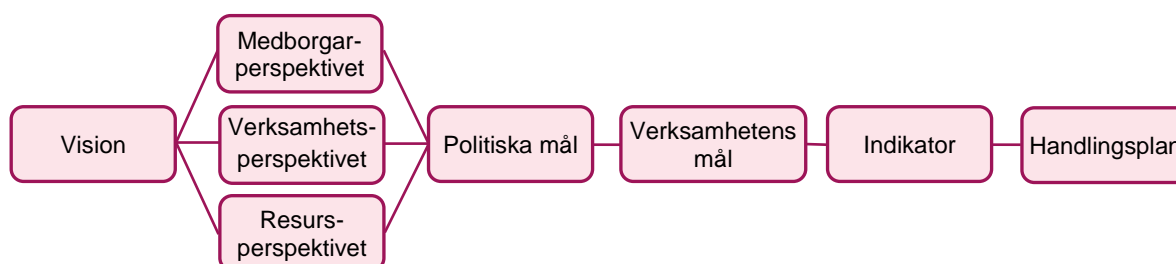 Vision
Medborgar-
perspektivet
Verksamhets-
perspektivet
Resurs-
perspektivet
Politiska mål
Verksamhetens
mål
Indikator
Handlingsplan